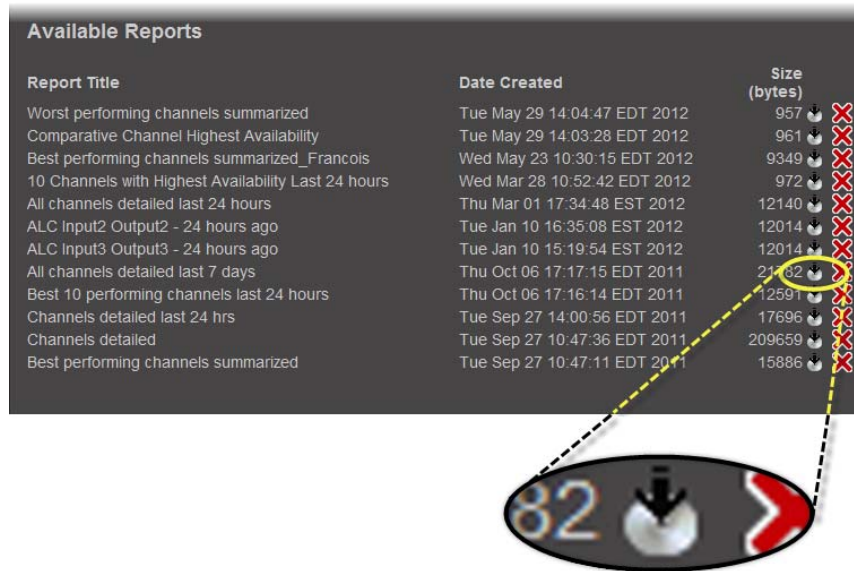 Available Reports
Report Title Date Created Size (bytes)
Worst performing channels summarized Tue May 29 14:04:47 EDT 2012 957
Comparative Channel Highest Availability Tue May 29 14:03:28 EDT 2012 961
Best performing channels summarized_Francois Wed May 23 10:30:15 EDT 2012 9349
10 Channels with Highest Availability Last 24 hours Wed Mar 28 10:52:42 EDT 2012 972
All channels detailed last 24 hours Thu Mar 01 17:34:48 EST 2012 12140
ALC Input2 Output2 - 24 hours ago Tue Jan 10 16:35:08 EST 2012 12014
ALC Input3 Output3 - 24 hours ago Tue Jan 10 15:19:54 EST 2012 12014
All channels detailed last 7 days Thu Oct 06 17:17:15 EDT 2011 21782
Best 10 performing channels last 24 hours Thu Oct 06 17:16:14 EDT 2011 12591
Channels detailed last 24 hrs Tue Sep 27 14:00:56 EDT 2011 17696
Channels detailed Tue Sep 27 10:47:36 EDT 2011 209659
Best performing channels summarized Tue Sep 27 10:47:11 EDT 2011 15886
82